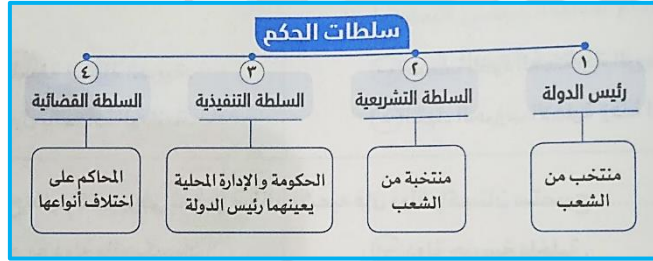 سلطات الحكم
١
رئيس الدولة
منتخب من
الشعب
٢
السلطة التشريعية
منتخبة من
الشعب
٣
السلطة التنفيذية
الحكومة والإدارة المحلية
يعينهما رئيس الدولة
٤
السلطة القضائية
المحاكم على
اختلاف أنواعها